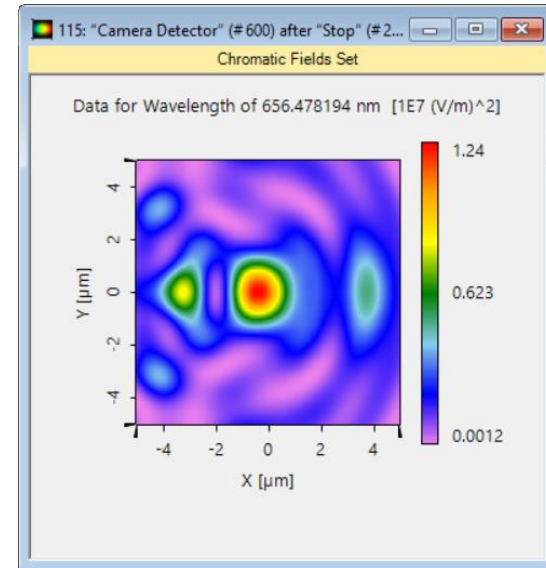 115: “Camera Detector” (# 600) after “Stop” (# 2...
Chromatic Fields Set
Data for Wavelength of 656.478194 nm [1E7 (V/m)^2]
1.24
0.623
0.0012
4
2
0
-2
-4
Y [µm]
-4 -2 0 2 4
X [µm]